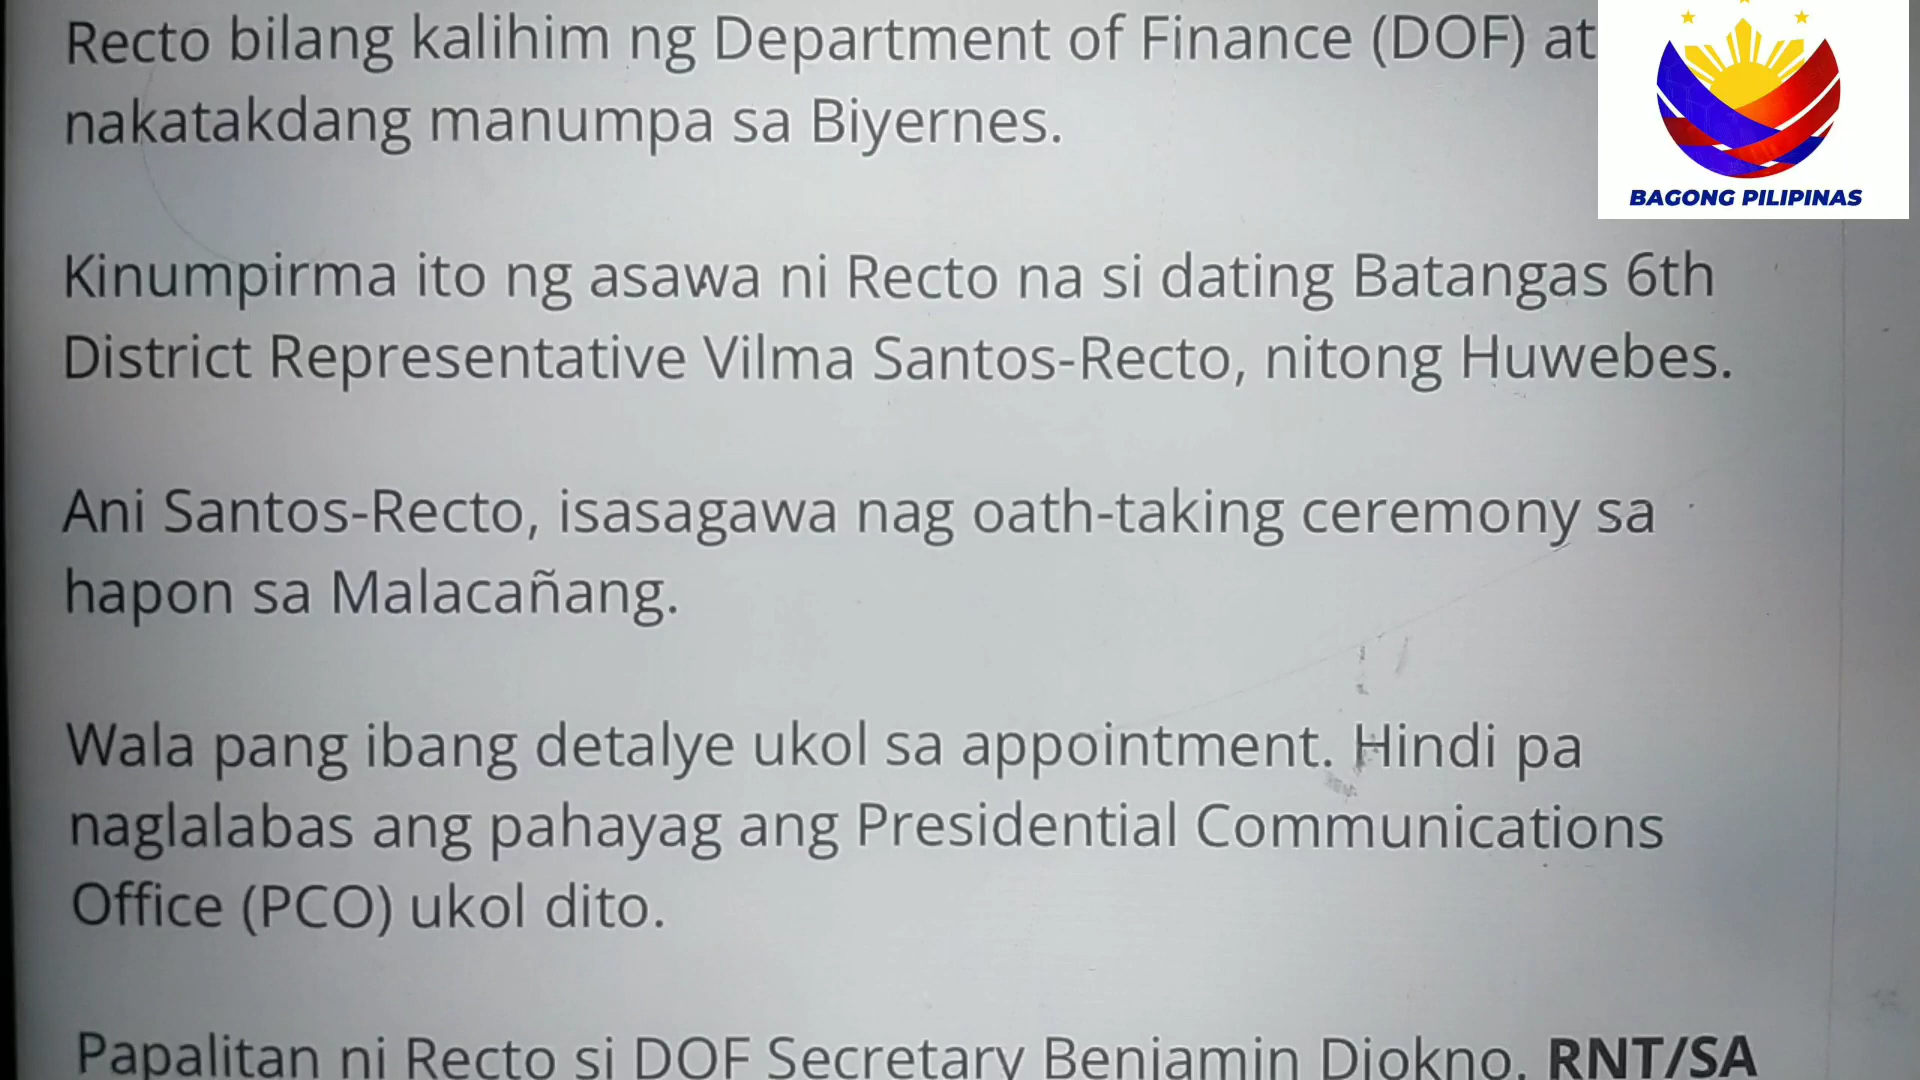 Recto bilang kalihim ng Department of Finance (DOF) at
nakatakdang manumpa sa Biyernes.
BAGONG PILIPINAS
Kinumpirma ito ng asawa ni Recto na si dating Batangas 6th
District Representative Vilma Santos-Recto, nitong Huwebes.
Ani Santos-Recto, isasagawa nag oath-taking ceremony sa
hapon sa Malacañang.
Wala pang ibang detalye ukol sa appointment. Hindi pa
naglalabas ang pahayag ang Presidential Communications
Office (PCO) ukol dito.
Papalitan ni Recto si DOF Secretary Benjamin Diokno. RNT/SA